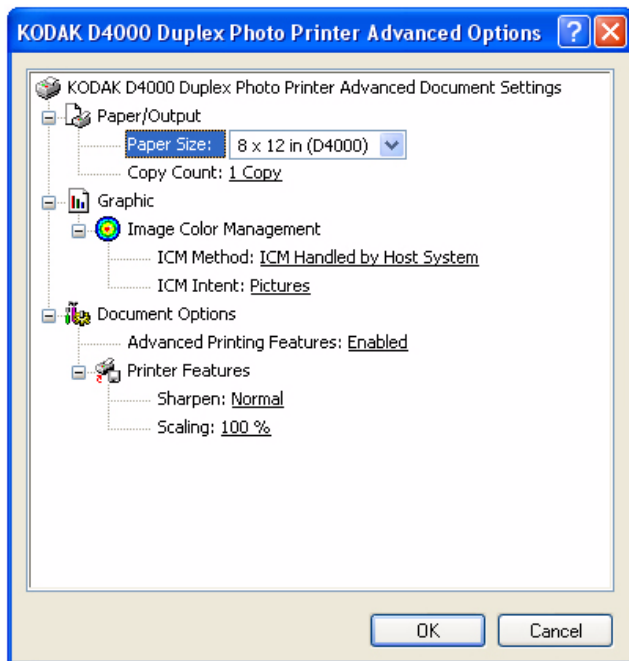 KODAK D4000 Duplex Photo Printer Advanced Options
KODAK D4000 Duplex Photo Printer Advanced Document Settings
Paper/Output
Paper Size: 8 x 12 in (D4000)
Copy Count: 1 Copy
Graphic
Image Color Management
ICM Method: ICM Handled by Host System
ICM Intent: Pictures
Document Options
Advanced Printing Features: Enabled
Printer Features
Sharpen: Normal
Scaling: 100 %
OK Cancel